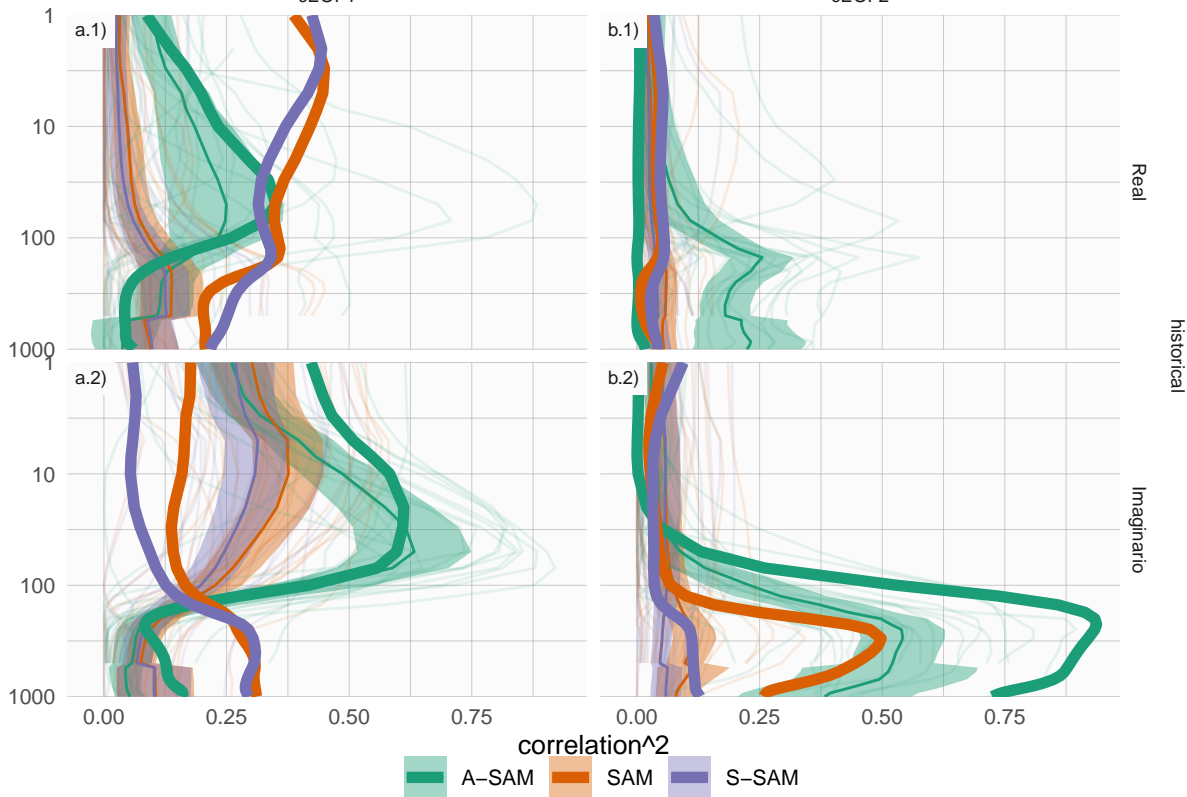 a.1)
b.1)
1
10
100
1000
Real
historical
a.2)
b.2)
1
10
100
1000
Imaginario
0.00 0.25 0.50 0.75
0.00 0.25 0.50 0.75
correlation^2
A−SAM SAM S−SAM